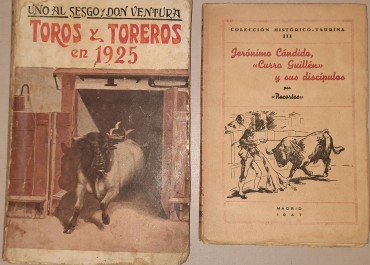 UNO AL SESGO Y DON VENTURA
TOROS Y TOREROS
en 1925
COLECCIÓN HISTÓRICO-TAURINA
III
Jerónimo Cándido,
«Curro Guillén»
y sus discípulos
por
«Recortes»
MADRID